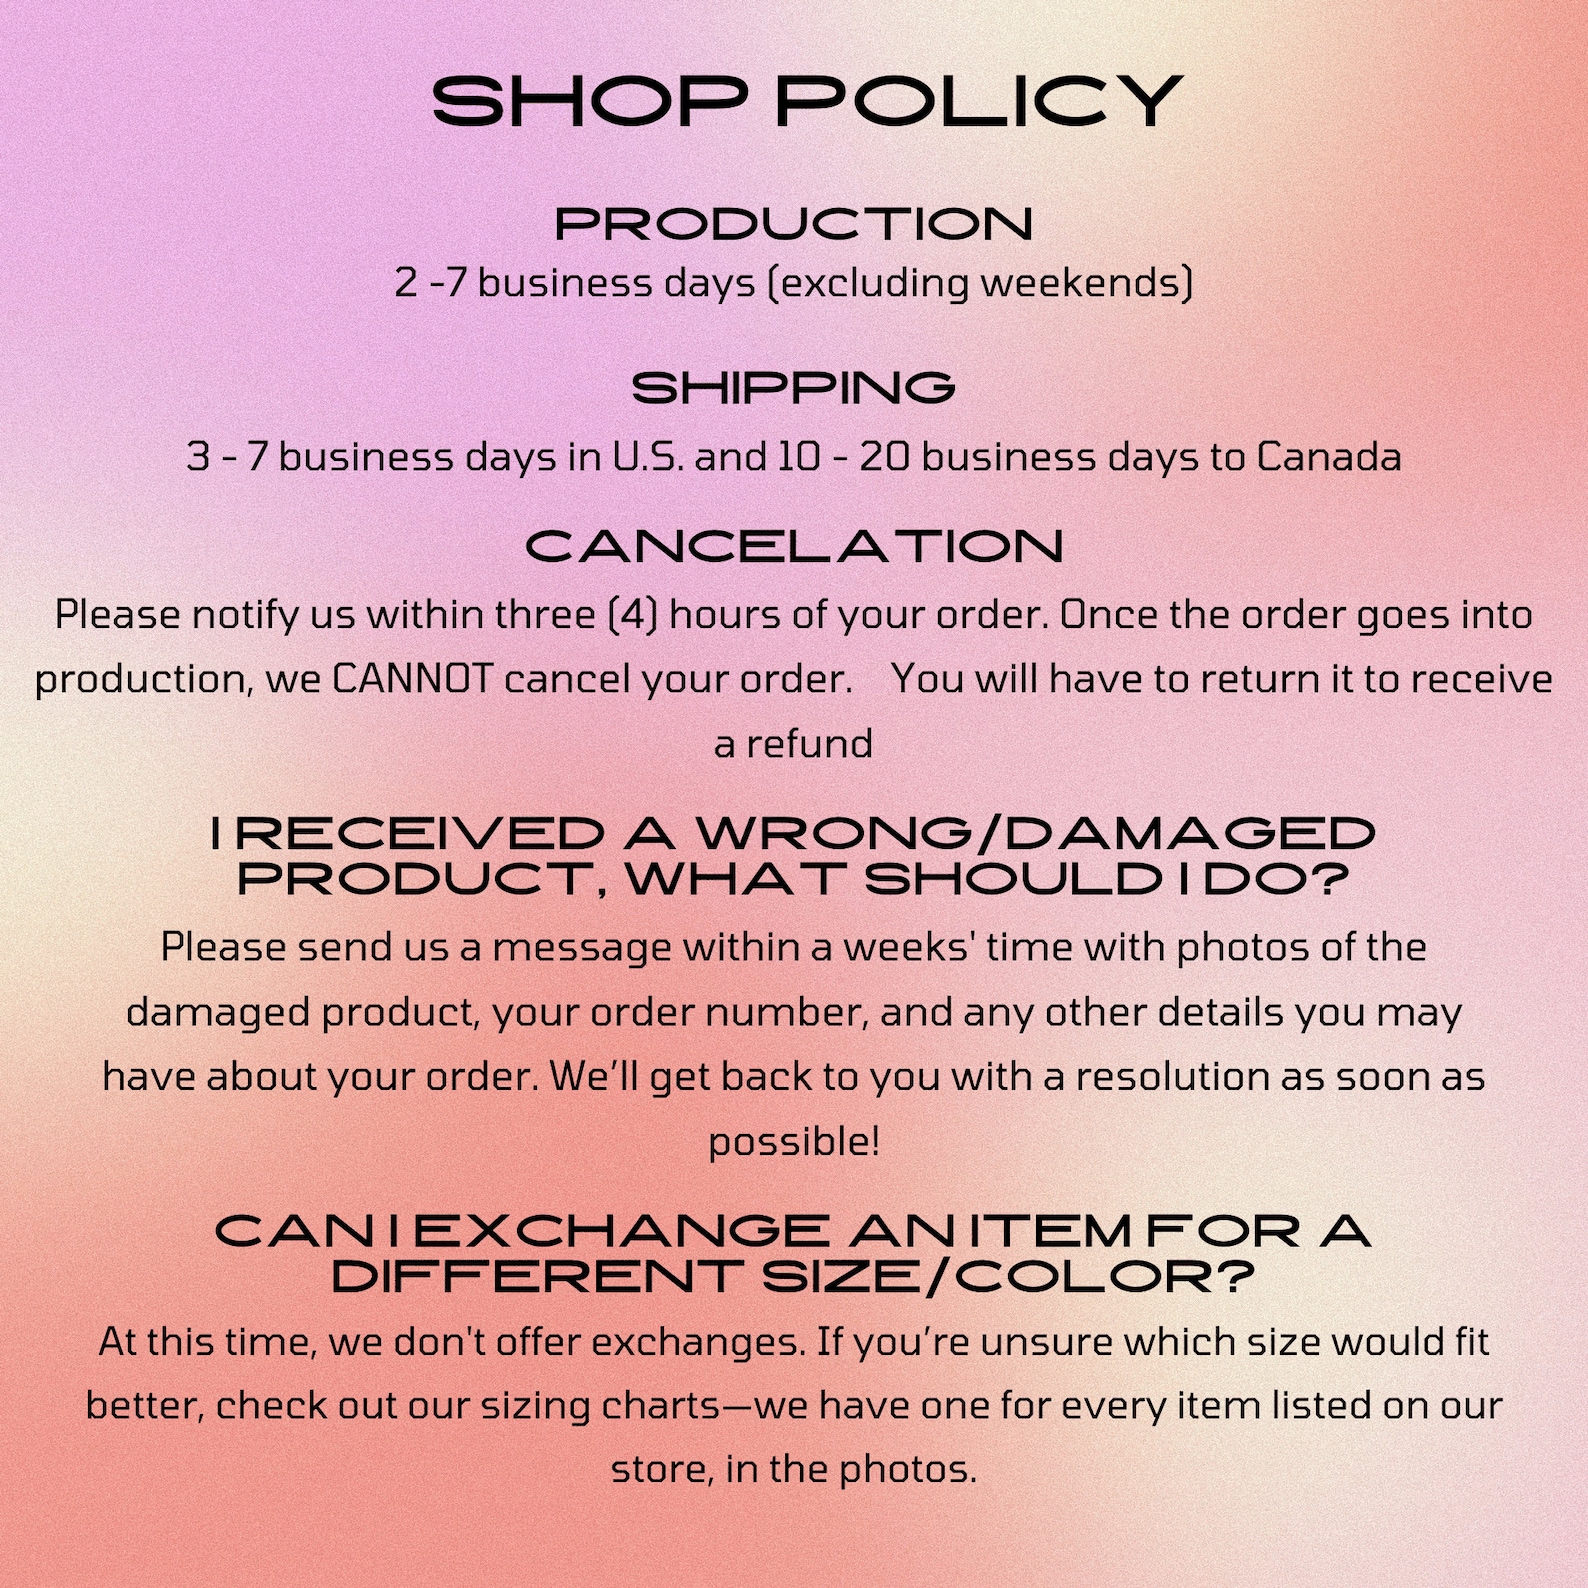 SHOP POLICY
PRODUCTION
2 -7 business days (excluding weekends)
SHIPPING
3 - 7 business days in U.S. and 10 - 20 business days to Canada
CANCELATION
Please notify us within three (4) hours of your order. Once the order goes into
production, we CANNOT cancel your order. You will have to return it to receive
a refund
I RECEIVED A WRONG/DAMAGED
PRODUCT, WHAT SHOULD I DO?
Please send us a message within a weeks' time with photos of the
damaged product, your order number, and any other details you may
have about your order. We’ll get back to you with a resolution as soon as
possible!
CAN I EXCHANGE AN ITEM FOR A
DIFFERENT SIZE/COLOR?
At this time, we don't offer exchanges. If you’re unsure which size would fit
better, check out our sizing charts—we have one for every item listed on our
store, in the photos.